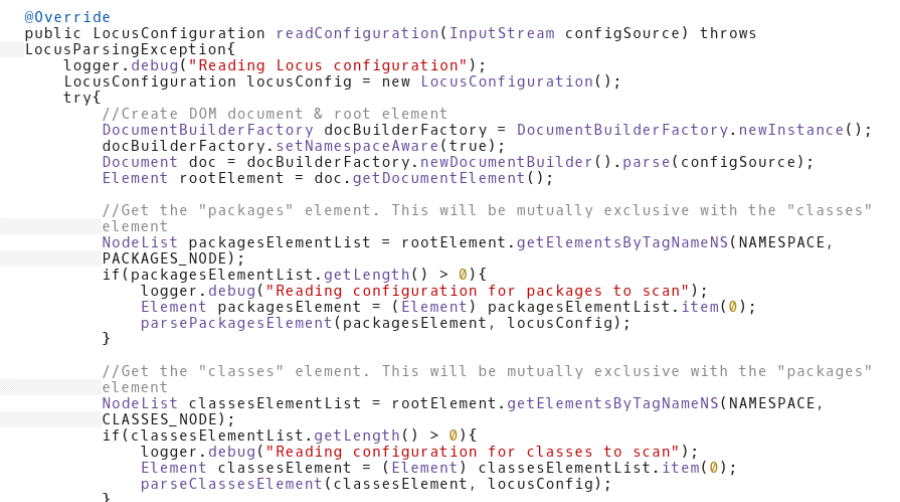 @Override
public LocusConfiguration readConfiguration(InputStream configSource) throws
LocusParsingException{
logger.debug("Reading Locus configuration");
LocusConfiguration locusConfig = new LocusConfiguration();
try{
//Create DOM document & root element
DocumentBuilderFactory docBuilderFactory = DocumentBuilderFactory.newInstance();
docBuilderFactory.setNamespaceAware(true);
Document doc = docBuilderFactory.newDocumentBuilder().parse(configSource);
Element rootElement = doc.getDocumentElement();
//Get the "packages" element. This will be mutually exclusive with the "classes"
element
NodeList packagesElementList = rootElement.getElementsByTagNameNS(NAMESPACE,
PACKAGES_NODE);
if(packagesElementList.getLength() > 0){
logger.debug("Reading configuration for packages to scan");
Element packagesElement = (Element) packagesElementList.item(0);
parsePackagesElement(packagesElement, locusConfig);
}
//Get the "classes" element. This will be mutually exclusive with the "packages"
element
NodeList classesElementList = rootElement.getElementsByTagNameNS(NAMESPACE,
CLASSES_NODE);
if(classesElementList.getLength() > 0){
logger.debug("Reading configuration for classes to scan");
Element classesElement = (Element) classesElementList.item(0);
parseClassesElement(classesElement, locusConfig);
}